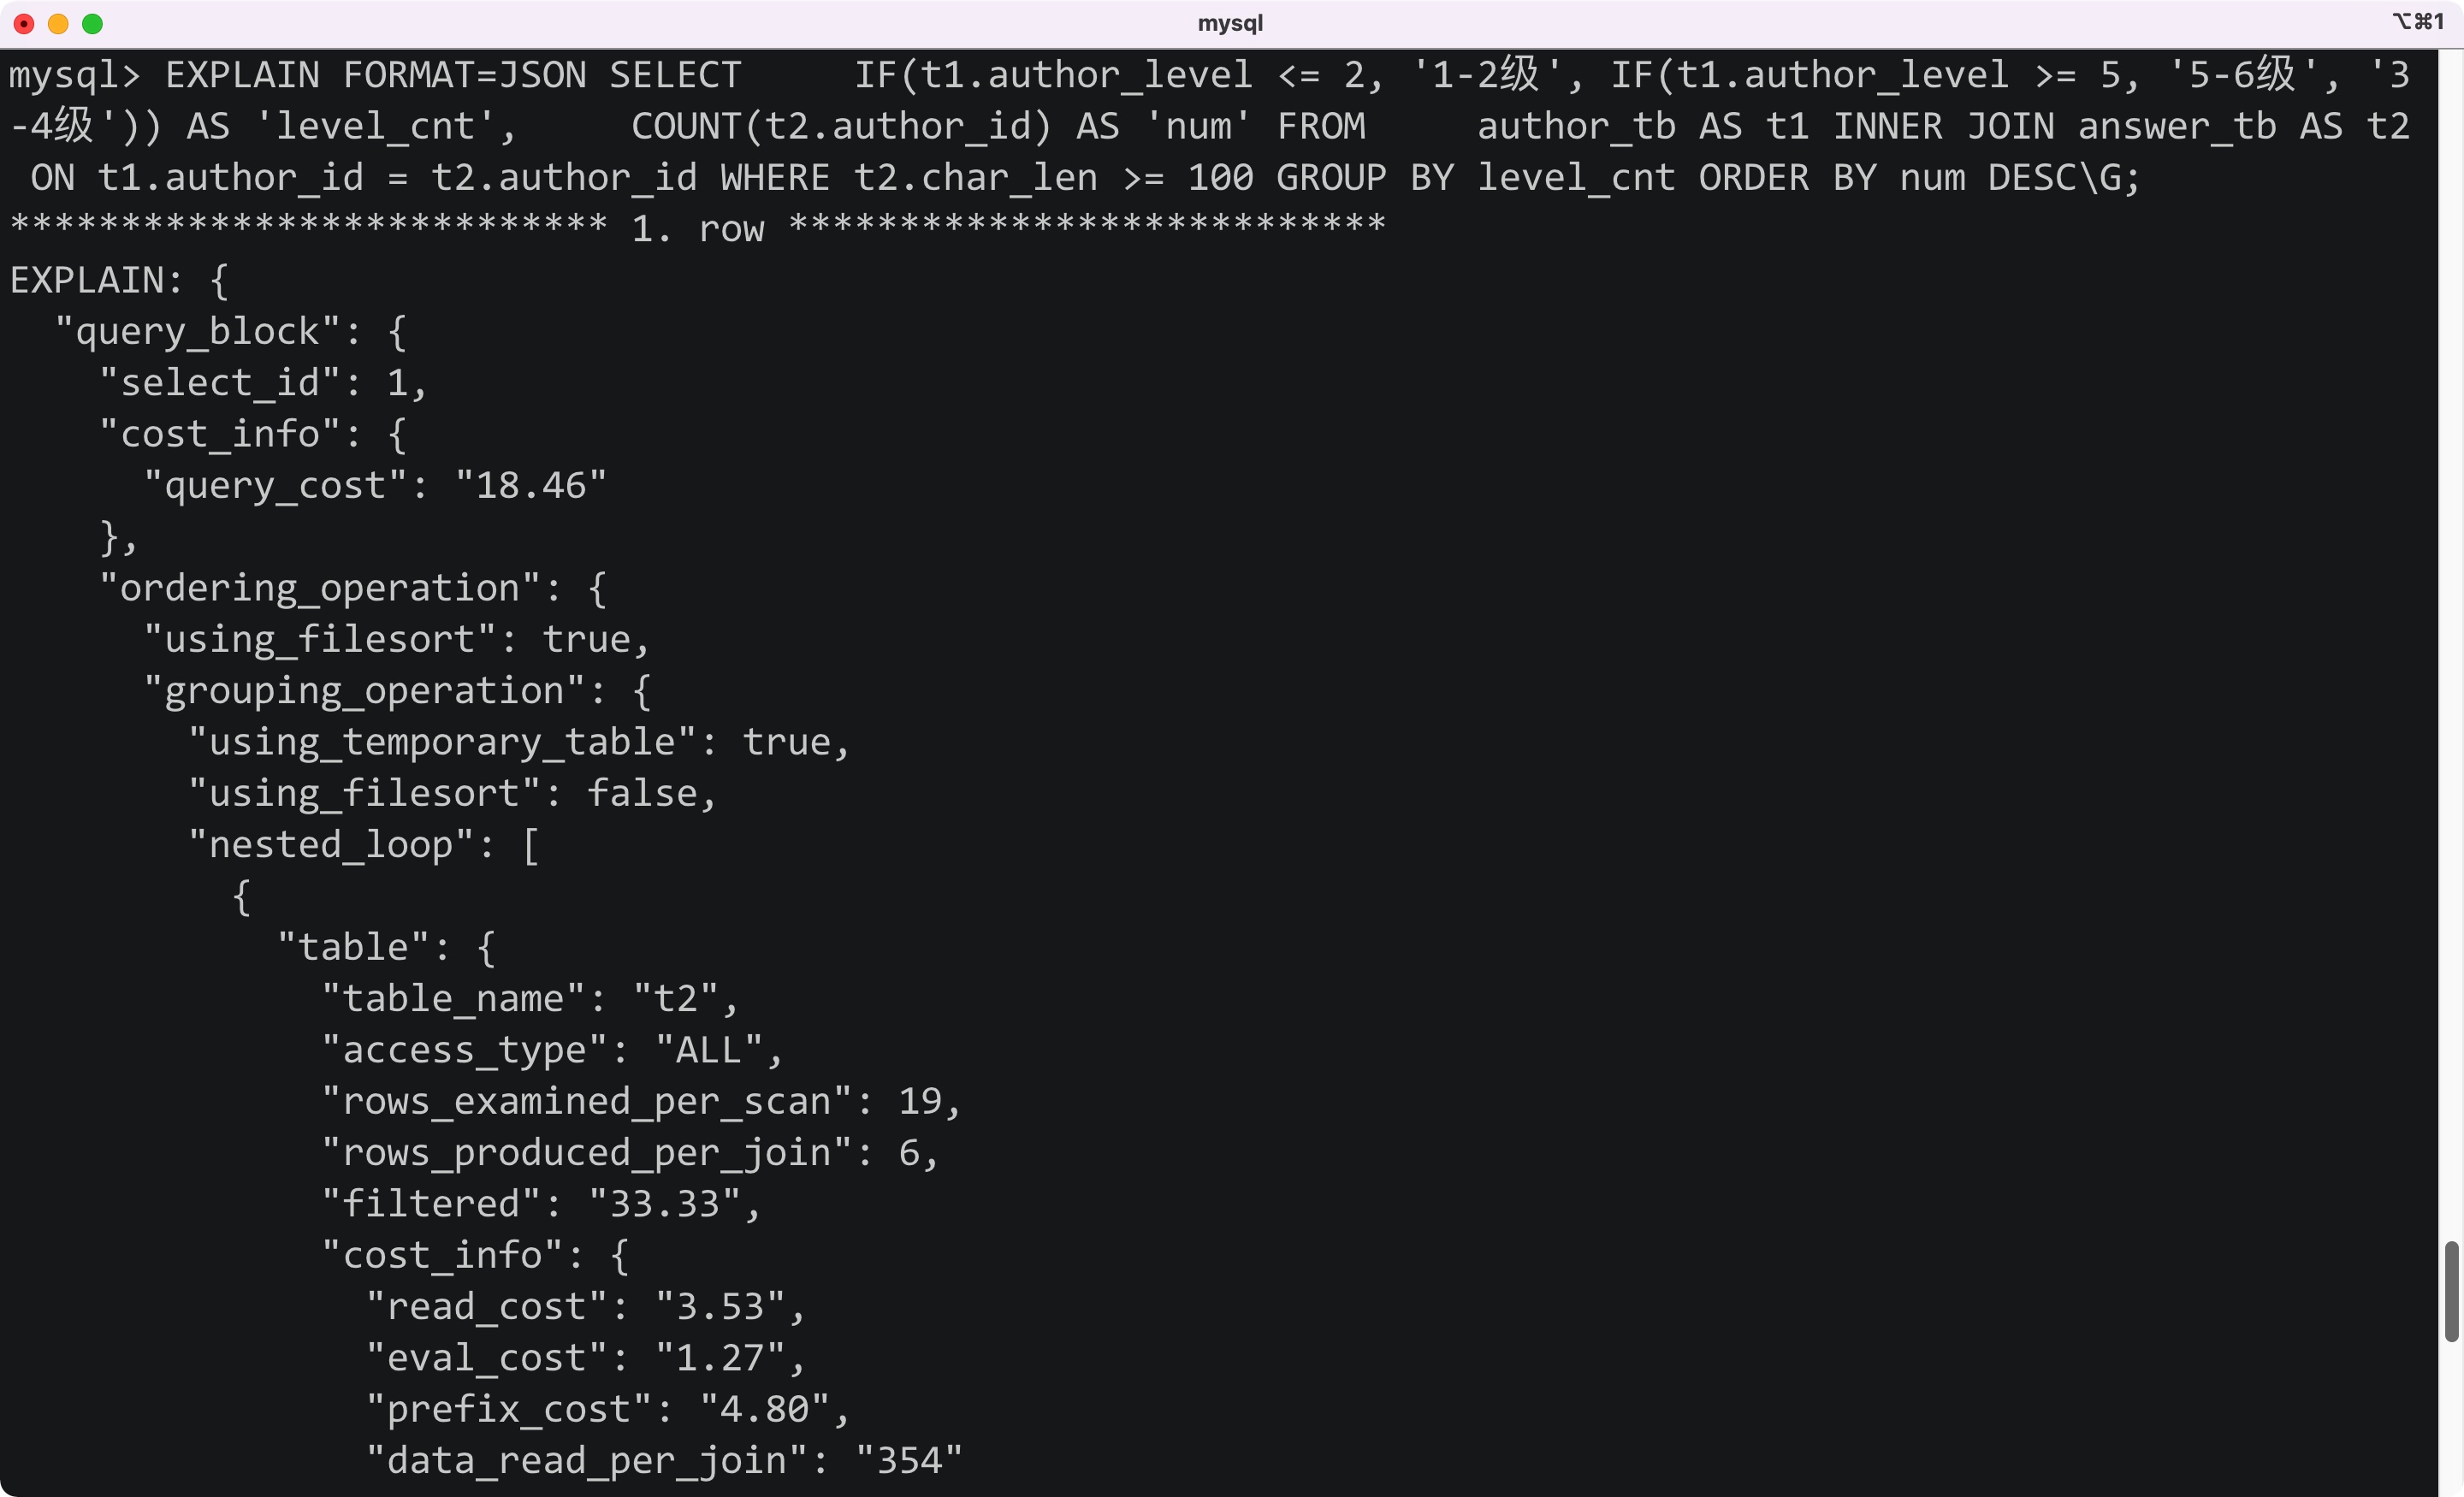 mysql
⌥⌘1
mysql> EXPLAIN FORMAT=JSON SELECT     IF(t1.author_level <= 2, '1-2级', IF(t1.author_level >= 5, '5-6级', '3
-4级')) AS 'level_cnt',     COUNT(t2.author_id) AS 'num' FROM     author_tb AS t1 INNER JOIN answer_tb AS t2
 ON t1.author_id = t2.author_id WHERE t2.char_len >= 100 GROUP BY level_cnt ORDER BY num DESC\G;
*************************** 1. row ***************************
EXPLAIN: {
  "query_block": {
    "select_id": 1,
    "cost_info": {
      "query_cost": "18.46"
    },
    "ordering_operation": {
      "using_filesort": true,
      "grouping_operation": {
        "using_temporary_table": true,
        "using_filesort": false,
        "nested_loop": [
          {
            "table": {
              "table_name": "t2",
              "access_type": "ALL",
              "rows_examined_per_scan": 19,
              "rows_produced_per_join": 6,
              "filtered": "33.33",
              "cost_info": {
                "read_cost": "3.53",
                "eval_cost": "1.27",
                "prefix_cost": "4.80",
                "data_read_per_join": "354"